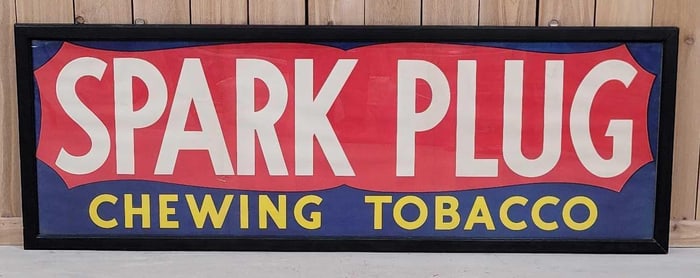 SPARK PLUG
CHEWING TOBACCO